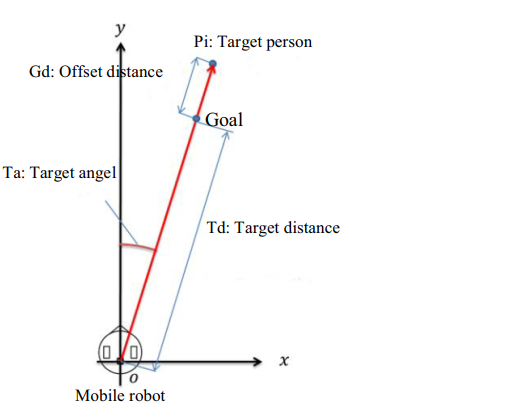 y
Pi: Target person
Gd: Offset distance
Goal
Ta: Target angel
Td: Target distance
x
o
Mobile robot